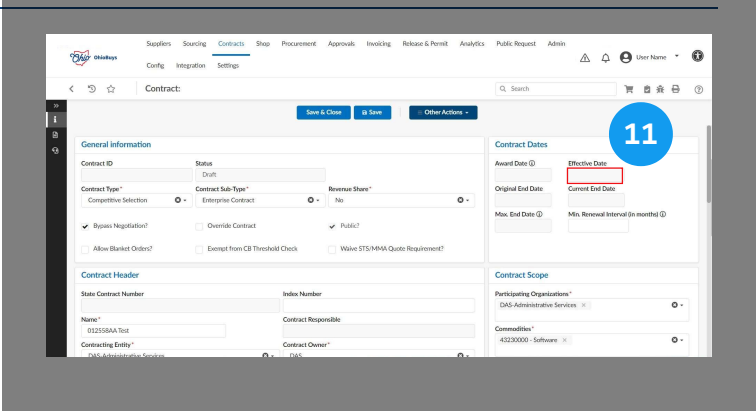 Suppliers Sourcing Contracts Shop Procurement Approvals Invoicing Release & Permit Analytics Public Request Admin
Ohio OhioBuys
User Name
Config Integration Settings
Contract:
Search
Save & Close Save Other Actions
11
General information
Contract Dates
Contract ID Status
Award Date Effective Date
Draft
Contract Type* Contract Sub-Type* Revenue Share*
Original End Date Current End Date
Competitive Selection Enterprise Contract No
Max. End Date Min. Renewal Interval (in months)
Bypass Negotiation? Override Contract Public?
Allow Blanket Orders? Exempt from CB Threshold Check Waive STS/MMA Quote Requirement?
Contract Header
Contract Scope
State Contract Number Index Number
Participating Organizations*
DAS-Administrative Services
Name* Contract Responsible
012558AA Test
Commodities*
43230000 - Software
Contracting Entity* Contract Owner*
DAS-Administrative Services DAS